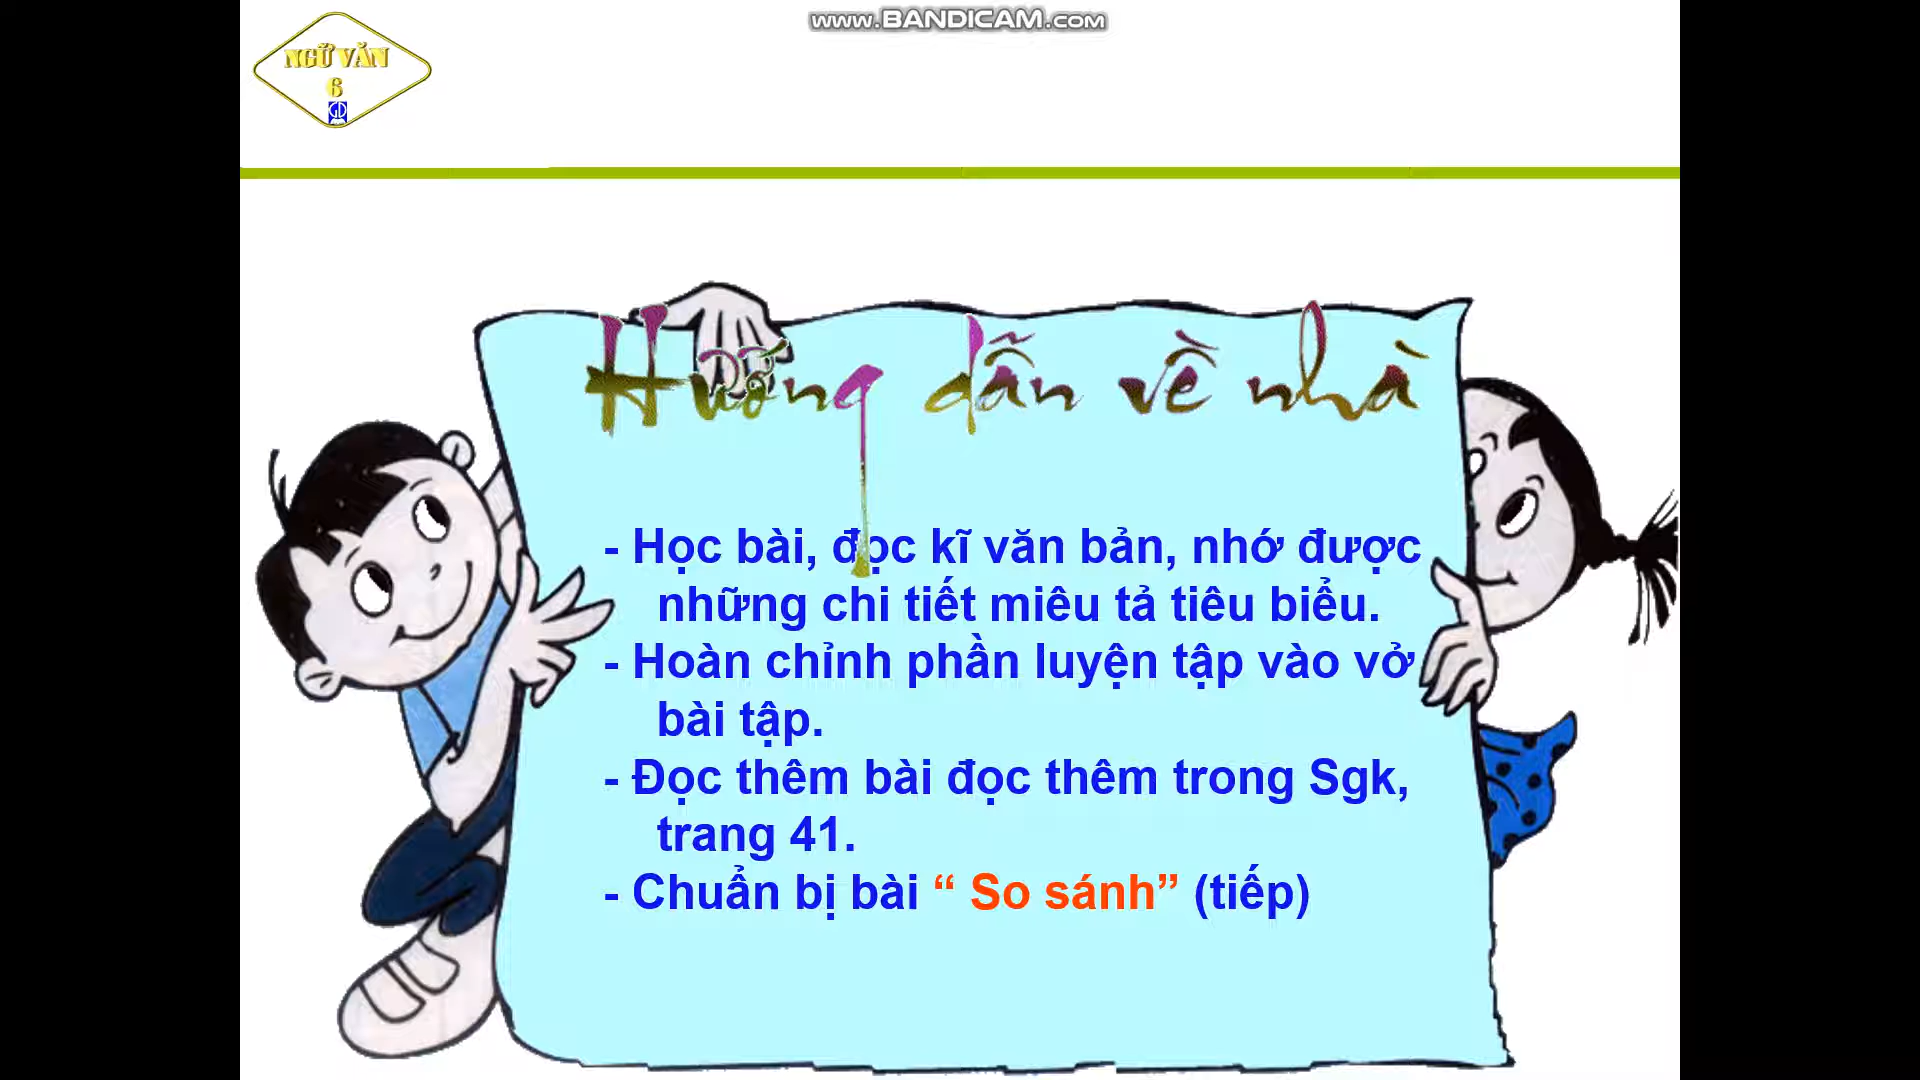 www.BANDICAM.com
NGỮ VĂN
6
GD
Hướng dẫn về nhà
- Học bài, đọc kĩ văn bản, nhớ được
những chi tiết miêu tả tiêu biểu.
- Hoàn chỉnh phần luyện tập vào vở
bài tập.
- Đọc thêm bài đọc thêm trong Sgk,
trang 41.
- Chuẩn bị bài “ So sánh” (tiếp)